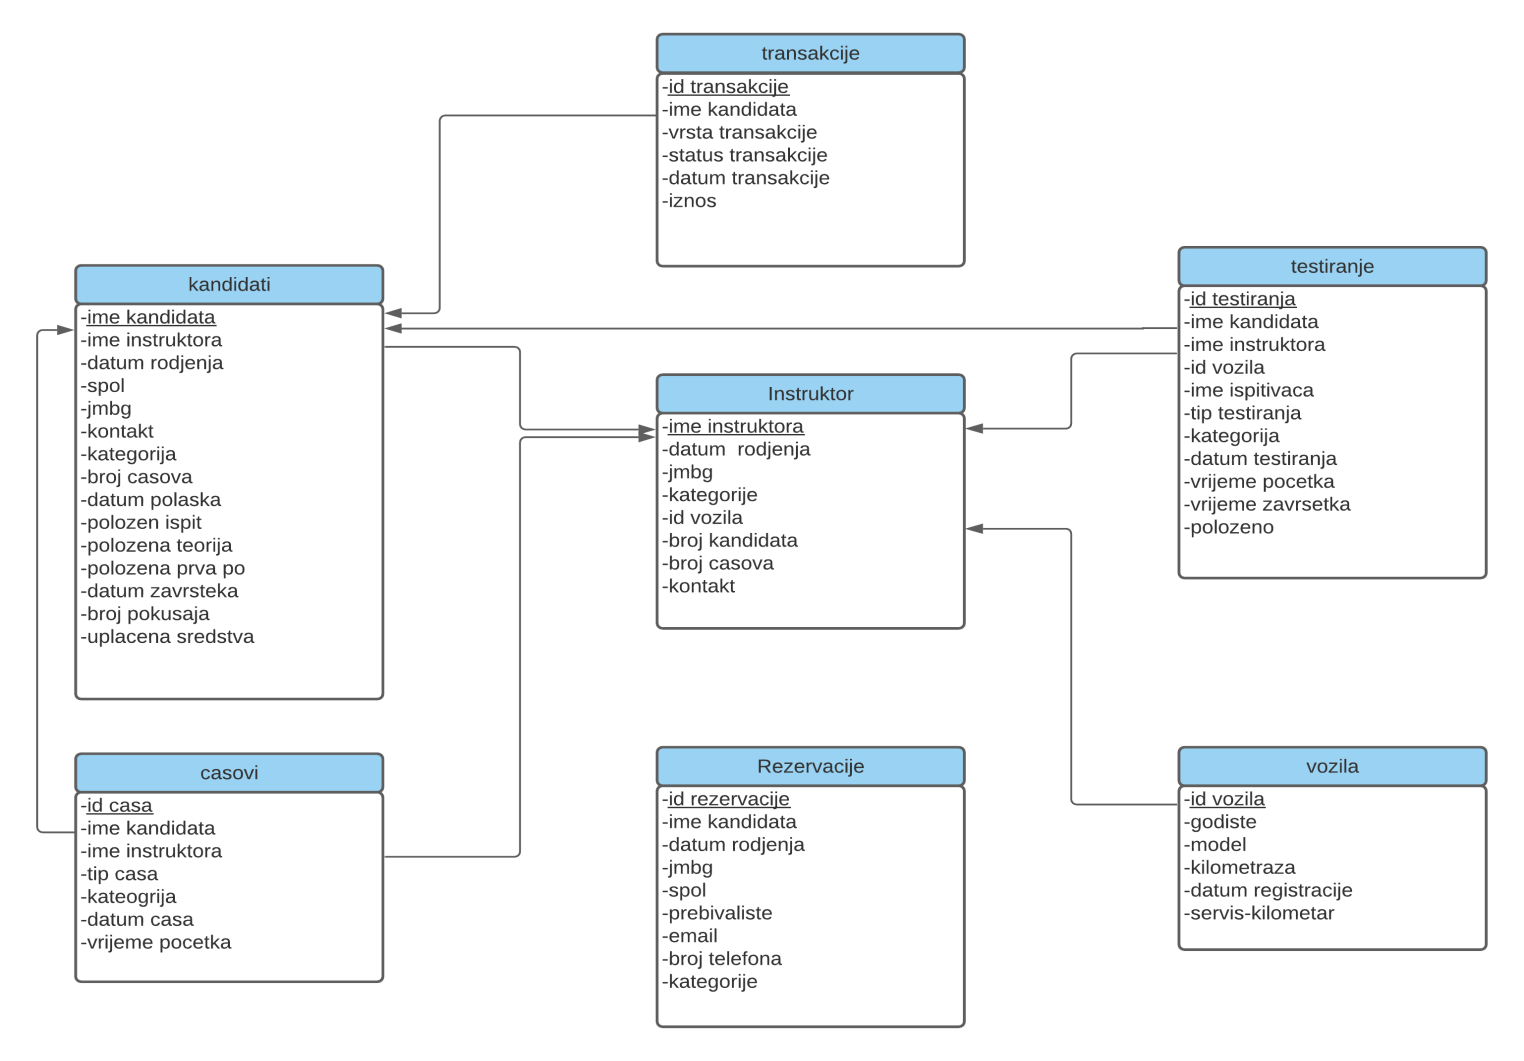 transakcije
-id transakcije
-ime kandidata
-vrsta transakcije
-status transakcije
-datum transakcije
-iznos
kandidati
-ime kandidata
-ime instruktora
-datum rodjenja
-spol
-jmbg
-kontakt
-kategorija
-broj casova
-datum polaska
-polozen ispit
-polozena teorija
-polozena prva po
-datum zavrsteka
-broj pokusaja
-uplacena sredstva
Instruktor
-ime instruktora
-datum  rodjenja
-jmbg
-kategorije
-id vozila
-broj kandidata
-broj casova
-kontakt
testiranje
-id testiranja
-ime kandidata
-ime instruktora
-id vozila
-ime ispitivaca
-tip testiranja
-kategorija
-datum testiranja
-vrijeme pocetka
-vrijeme zavrsetka
-polozeno
casovi
-id casa
-ime kandidata
-ime instruktora
-tip casa
-kateogrija
-datum casa
-vrijeme pocetka
Rezervacije
-id rezervacije
-ime kandidata
-datum rodjenja
-jmbg
-spol
-prebivaliste
-email
-broj telefona
-kategorije
vozila
-id vozila
-godiste
-model
-kilometraza
-datum registracije
-servis-kilometar